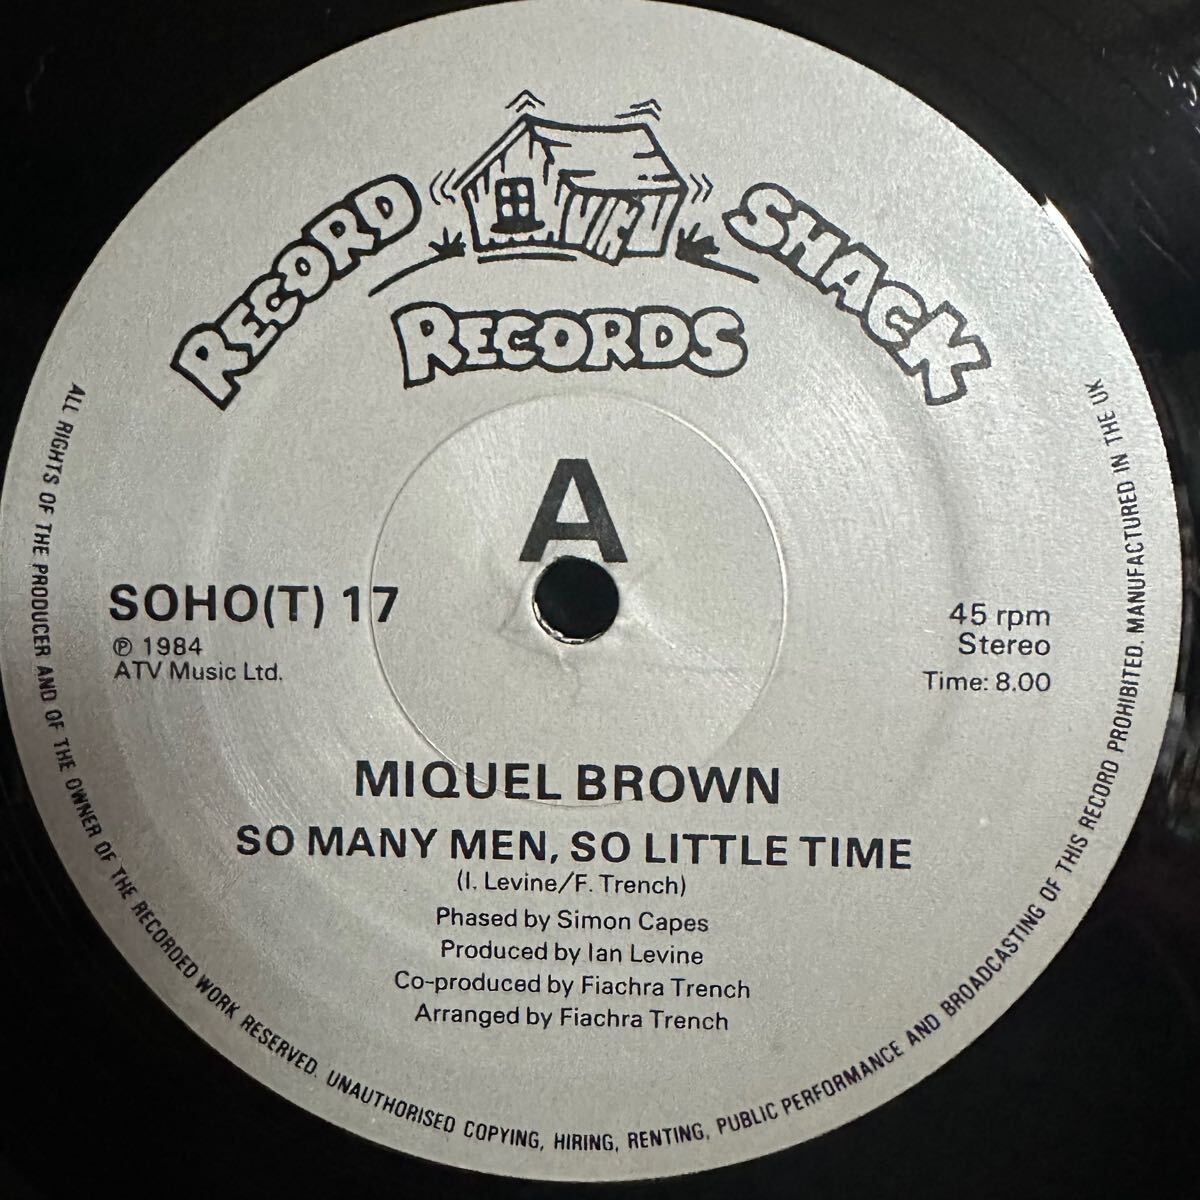 RECORD SHACK
RECORDS
A
SOHO(T) 17
℗ 1984
ATV Music Ltd.
45 rpm
Stereo
Time: 8.00
MIQUEL BROWN
SO MANY MEN, SO LITTLE TIME
(I. Levine/F. Trench)
Phased by Simon Capes
Produced by Ian Levine
Co-produced by Fiachra Trench
Arranged by Fiachra Trench
ALL RIGHTS OF THE PRODUCER AND OF THE OWNER OF THE RECORDED WORK RESERVED. UNAUTHORISED COPYING, HIRING, RENTING, PUBLIC PERFORMANCE AND BROADCASTING OF THIS RECORD PROHIBITED. MANUFACTURED IN THE UK